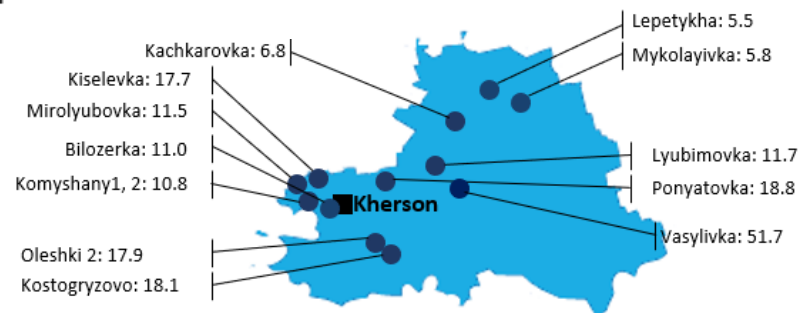 Lepetykha: 5.5
Kachkarovka: 6.8
Mykolayivka: 5.8
Kiselevka: 17.7
Mirolyubovka: 11.5
Bilozerka: 11.0
Lyubimovka: 11.7
Komyshany1, 2: 10.8
Ponyatovka: 18.8
Kherson
Vasylivka: 51.7
Oleshki 2: 17.9
Kostogryzovo: 18.1